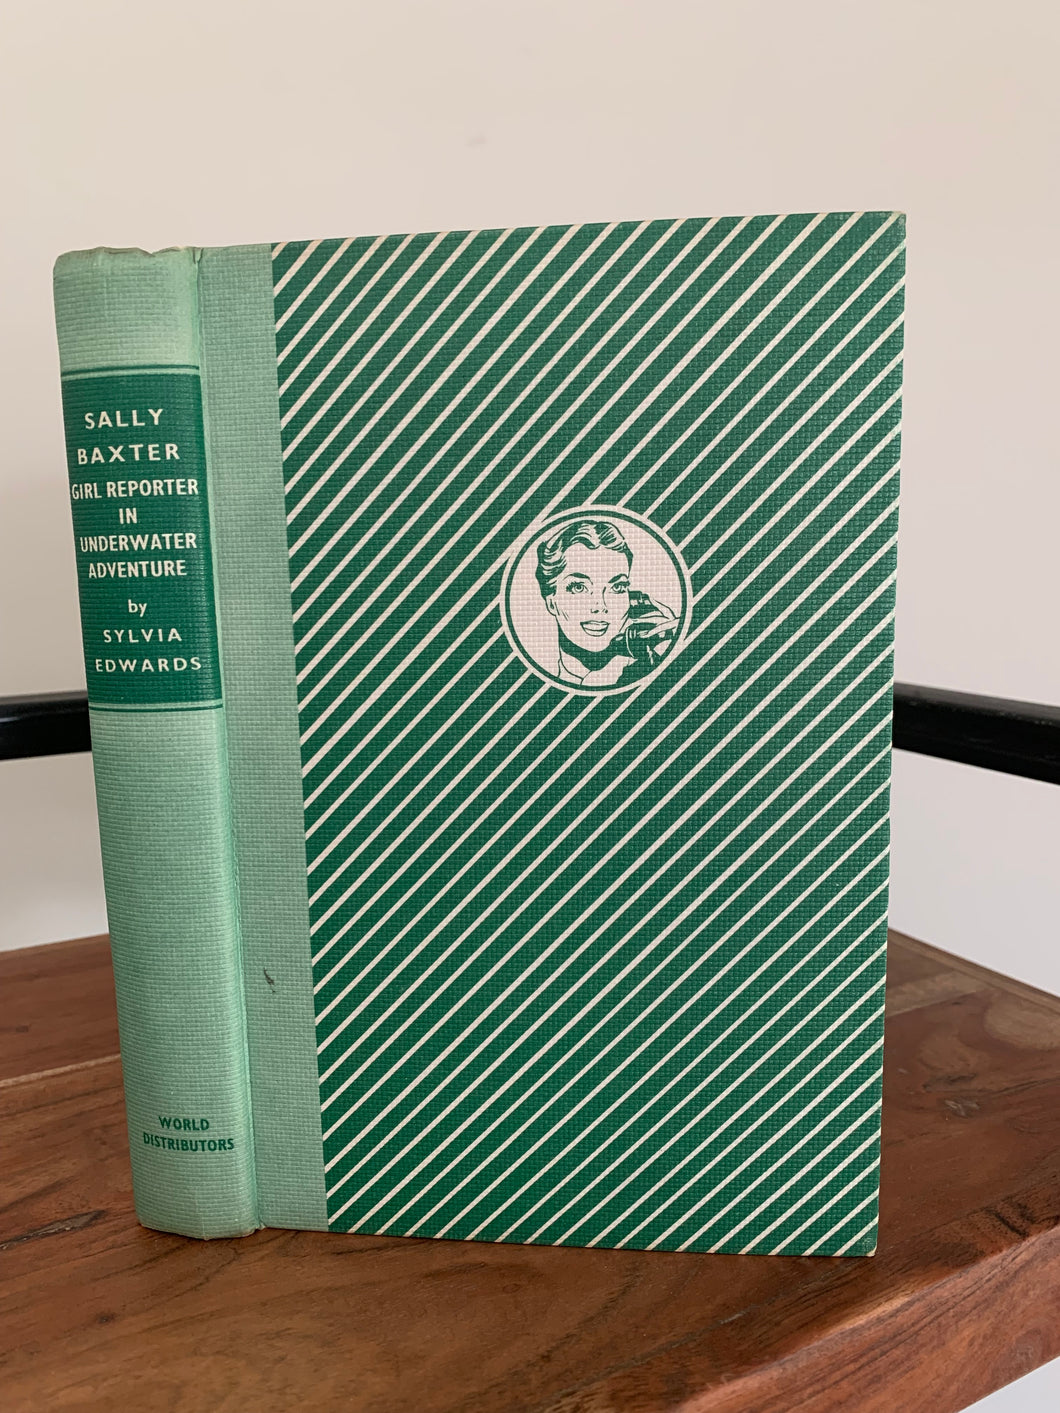 SALLY
BAXTER
GIRL REPORTER
IN
UNDERWATER
ADVENTURE
by
SYLVIA
EDWARDS
WORLD
DISTRIBUTORS